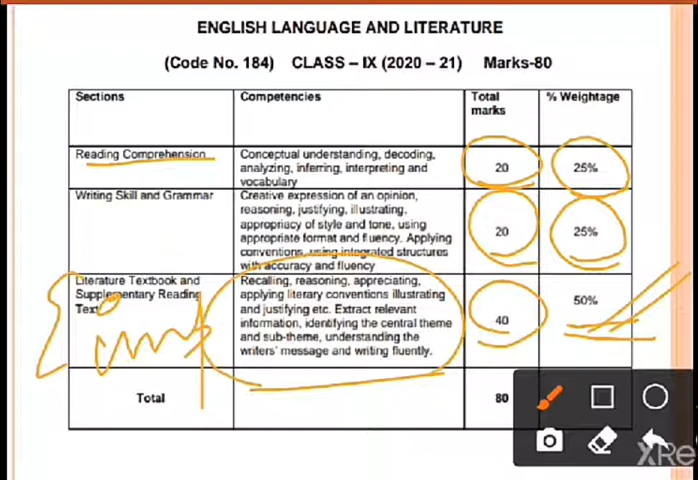 ENGLISH LANGUAGE AND LITERATURE
(Code No. 184) CLASS – IX (2020 – 21) Marks-80
Sections Competencies Total marks % Weightage
Reading Comprehension
Conceptual understanding, decoding,
analyzing, inferring, interpreting and
vocabulary
20 25%
Writing Skill and Grammar
Creative expression of an opinion,
reasoning, justifying, illustrating,
appropriacy of style and tone, using
appropriate format and fluency. Applying
conventions, using integrated structures
with accuracy and fluency
20 25%
Literature Textbook and
Supplementary Reading
Text
Recalling, reasoning, appreciating,
applying literary conventions illustrating
and justifying etc. Extract relevant
information, identifying the central theme
and sub-theme, understanding the
writers' message and writing fluently.
40 50%
Total 80